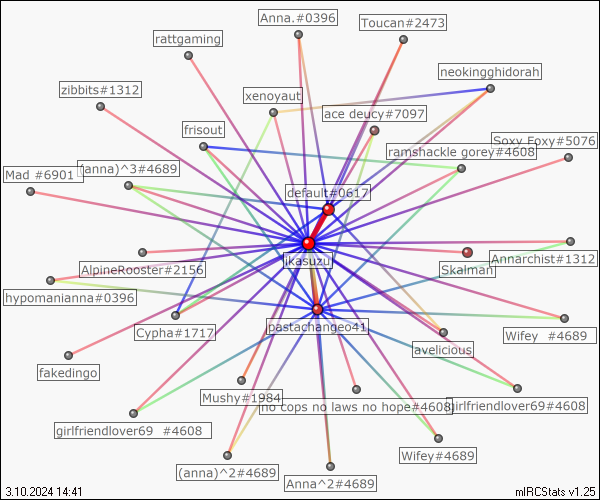 Anna.#0396
Toucan#2473
rattgaming
neokingghidorah
zibbits#1312
xenoyaut
ace deucy#7097
frisout
Soxy Foxy#5076
ramshackle gorey#4608
Mad #6901
(anna)^3#4689
default#0617
jikasuzu
AlpineRooster#2156
Skalman
Annarchist#1312
hypomanianna#0396
Cypha#1717
pastachangeo41
Wifey #4689
avelicious
fakedingo
Mushy#1984
no cops no laws no hope#4608
girlfriendlover69#4608
girlfriendlover69 #4608
Wifey#4689
(anna)^2#4689
Anna^2#4689
3.10.2024 14:41
mIRCStats v1.25